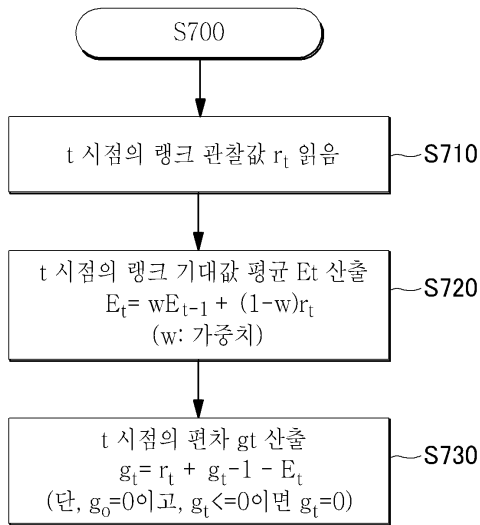 S700
t 시점의 랭크 관찰값 rₜ 읽음
S710
t 시점의 랭크 기대값 평균 Et 산출
Eₜ= wEₜ₋₁ + (1-w)rₜ
(w: 가중치)
S720
t 시점의 편차 gt 산출
gₜ= rₜ + gₜ-1 - Eₜ
(단, g₀=0이고, gₜ<=0이면 gₜ=0)
S730